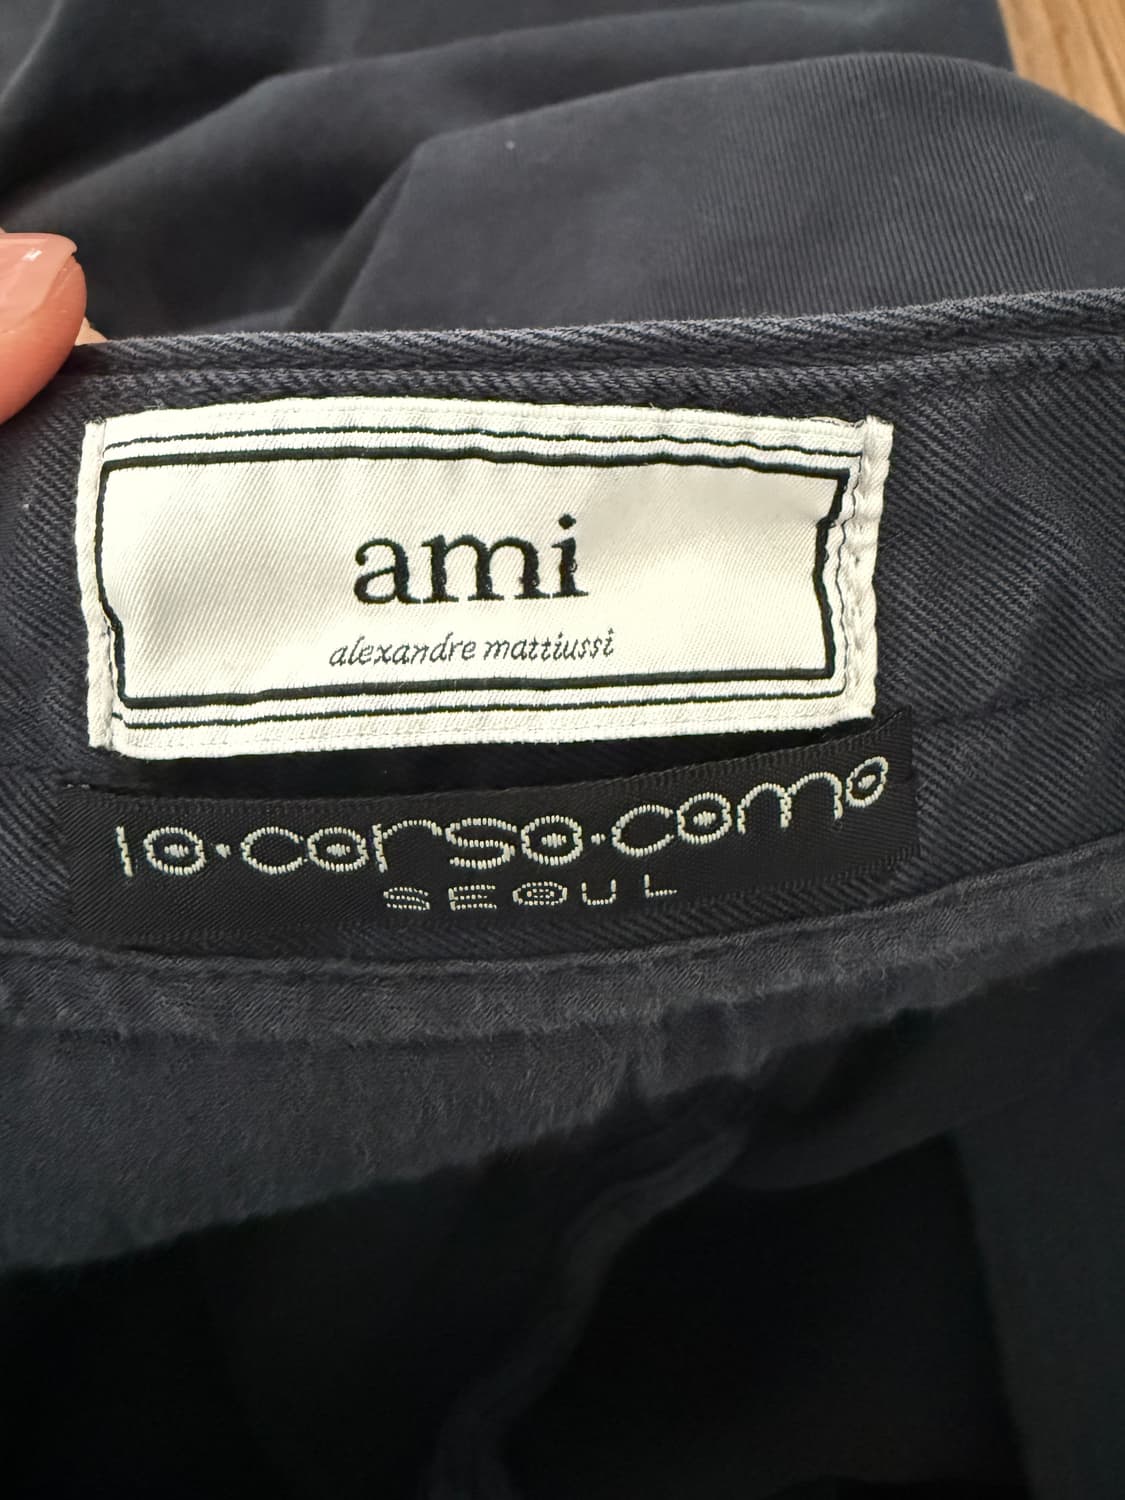 ami
alexandre mattiussi
10·corso·como
SEOUL